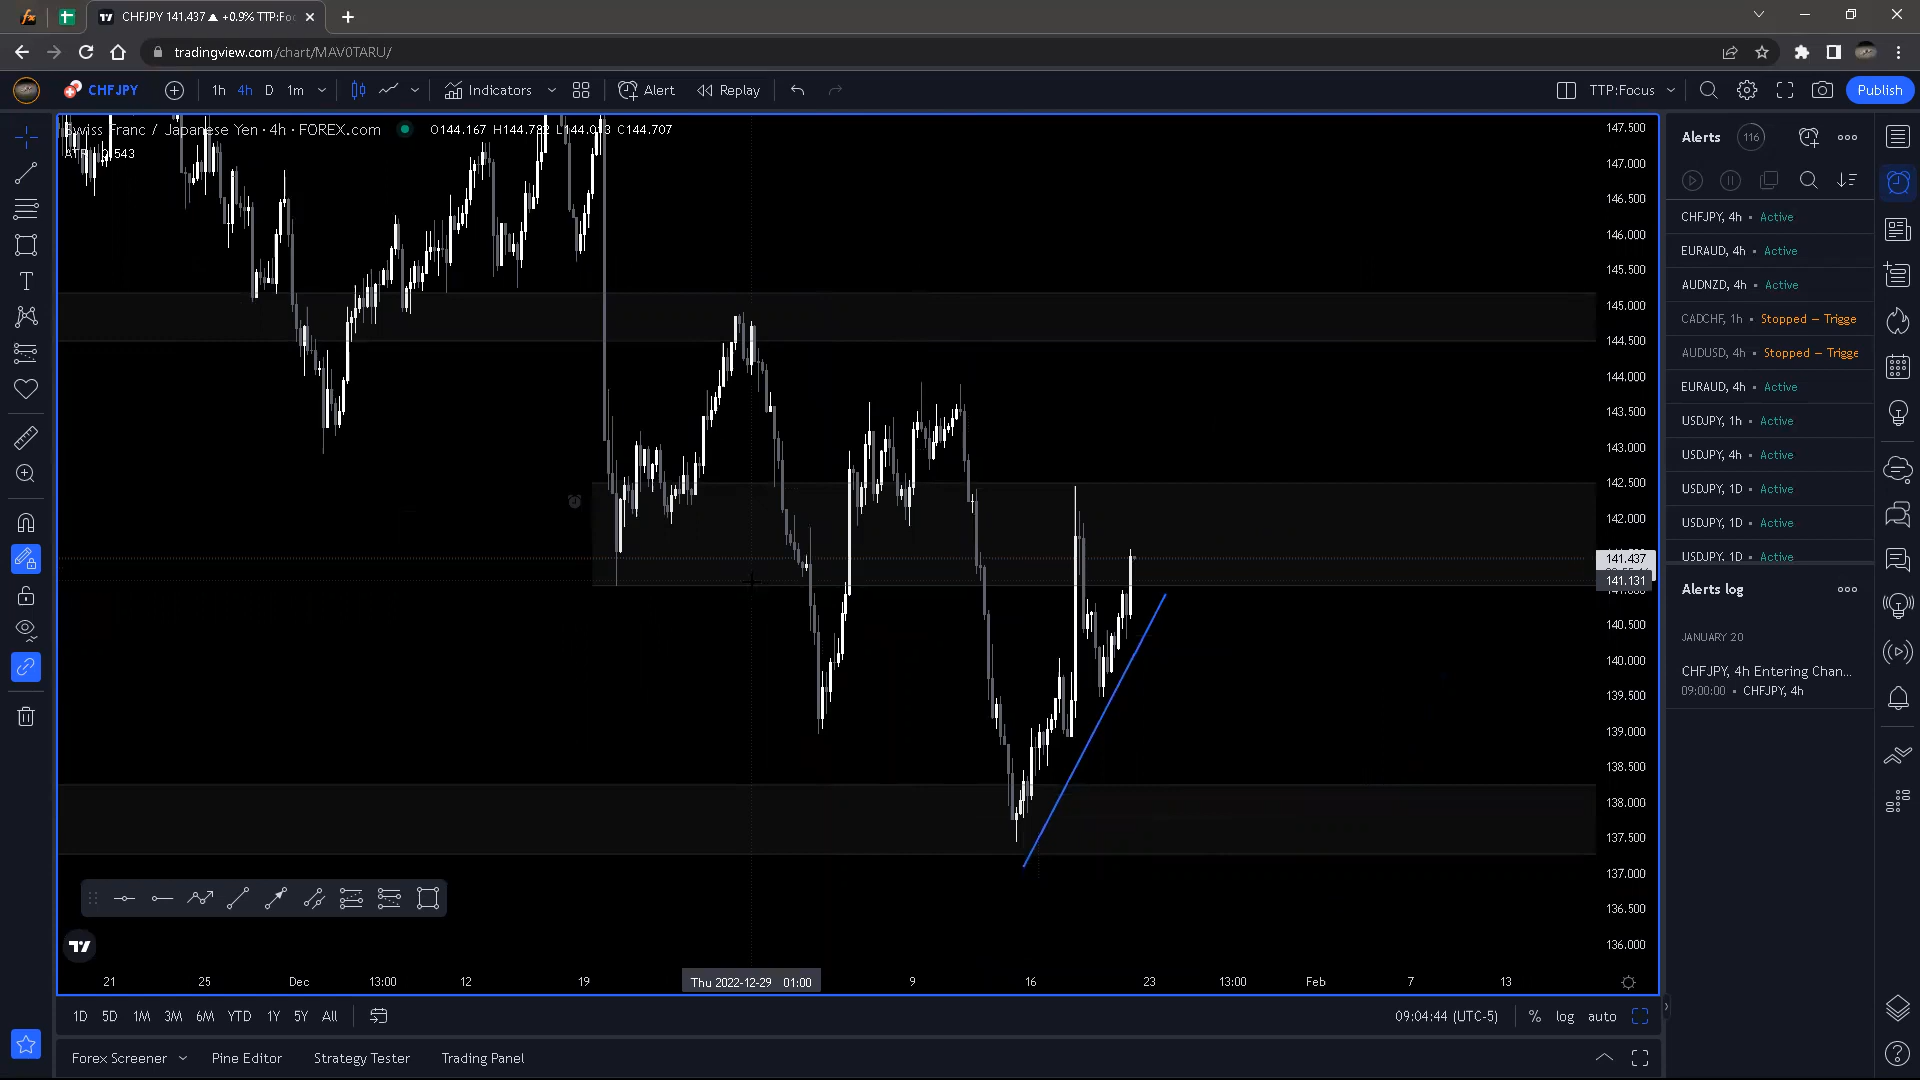 CHFJPY 141.437 ▲ +0.9% TTP:Fo
tradingview.com/chart/MAV0TARU/
CHFJPY 1h 4h D 1m Indicators Alert Replay TTP:Focus Publish
Swiss Franc / Japanese Yen · 4h · FOREX.com O144.167 H144.782 C144.707
ATR
147.500
147.000
146.500
146.000
145.500
145.000
144.500
144.000
143.500
143.000
142.500
142.000
141.437
141.131
140.500
140.000
139.500
139.000
138.500
138.000
137.500
137.000
136.500
136.000
21 25 Dec 13:00 12 19 Thu 2022-12-29 01:00 9 16 23 13:00 Feb 7 13
1D 5D 1M 3M 6M YTD 1Y 5Y All 09:04:44 (UTC-5) % log auto
Forex Screener Pine Editor Strategy Tester Trading Panel
Alerts 116
CHFJPY, 4h • Active
EURAUD, 4h • Active
AUDNZD, 4h • Active
CADCHF, 1h • Stopped — Trigge
AUDUSD, 4h • Stopped — Trigge
EURAUD, 4h • Active
USDJPY, 1h • Active
USDJPY, 4h • Active
USDJPY, 1D • Active
USDJPY, 1D • Active
USDJPY, 1D • Active
Alerts log
JANUARY 20
CHFJPY, 4h Entering Chan...
09:00:00 • CHFJPY, 4h